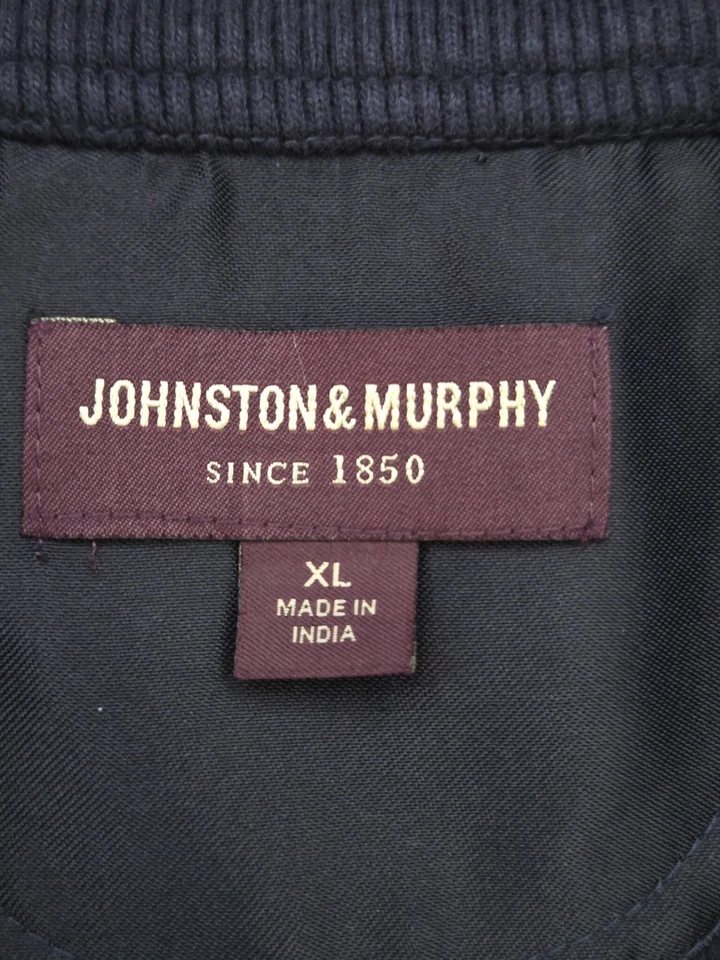 JOHNSTON & MURPHY
SINCE 1850
XL
MADE IN
INDIA